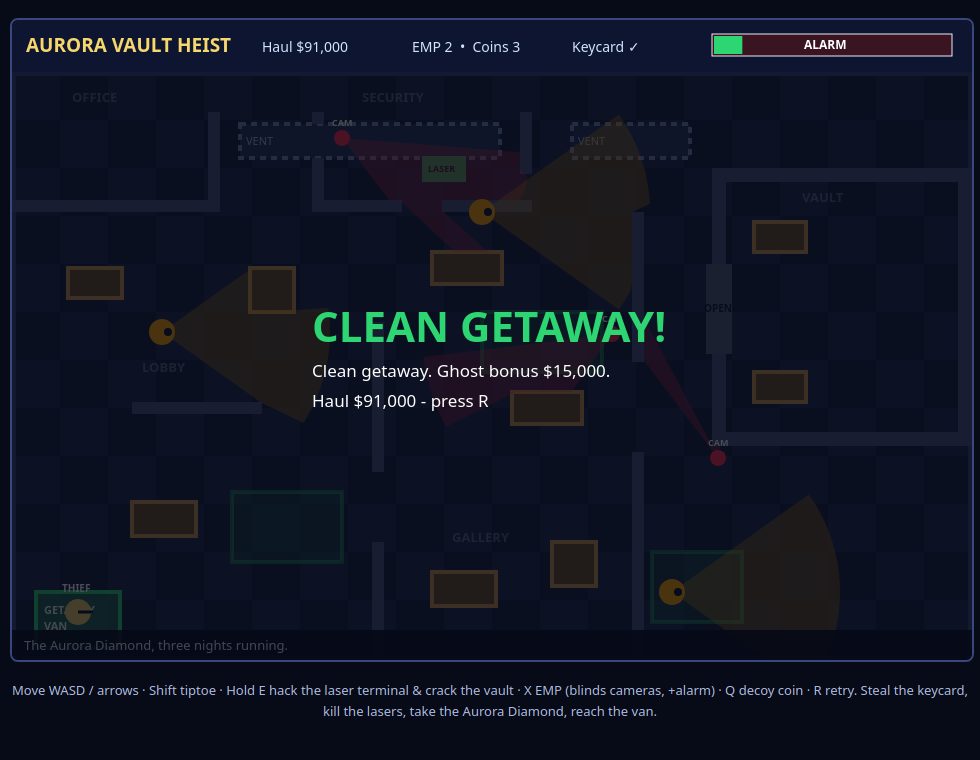 AURORA VAULT HEIST
Haul $91,000
EMP 2 • Coins 3
Keycard ✓
ALARM
OFFICE
SECURITY
CAM
VENT
VENT
LASER
VAULT
OPEN
CLEAN GETAWAY!
Clean getaway. Ghost bonus $15,000.
LOBBY
Haul $91,000 - press R
CAM
GALLERY
THIEF
VAN
The Aurora Diamond, three nights running.
Move WASD / arrows · Shift tiptoe · Hold E hack the laser terminal & crack the vault · X EMP (blinds cameras, +alarm) · Q decoy coin · R retry. Steal the keycard,
kill the lasers, take the Aurora Diamond, reach the van.